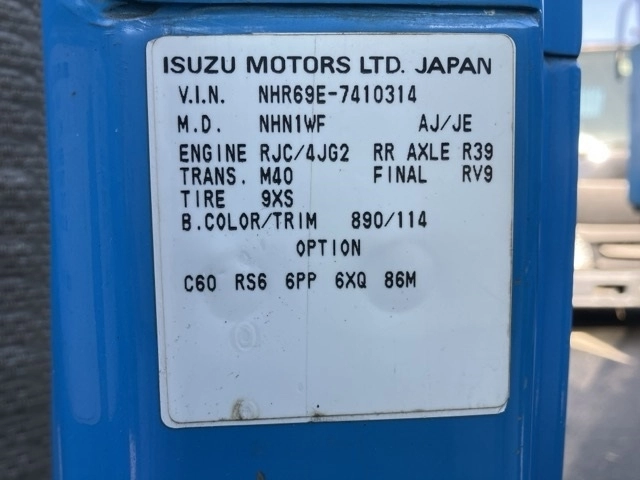 ISUZU MOTORS LTD. JAPAN
V.I.N. NHR69E-7410314
M.D. NHN1WF AJ/JE
ENGINE RJC/4JG2 RR AXLE R39
TRANS. M40 FINAL RV9
TIRE 9XS
B.COLOR/TRIM 890/114
OPTION
C60 RS6 6PP 6XQ 86M